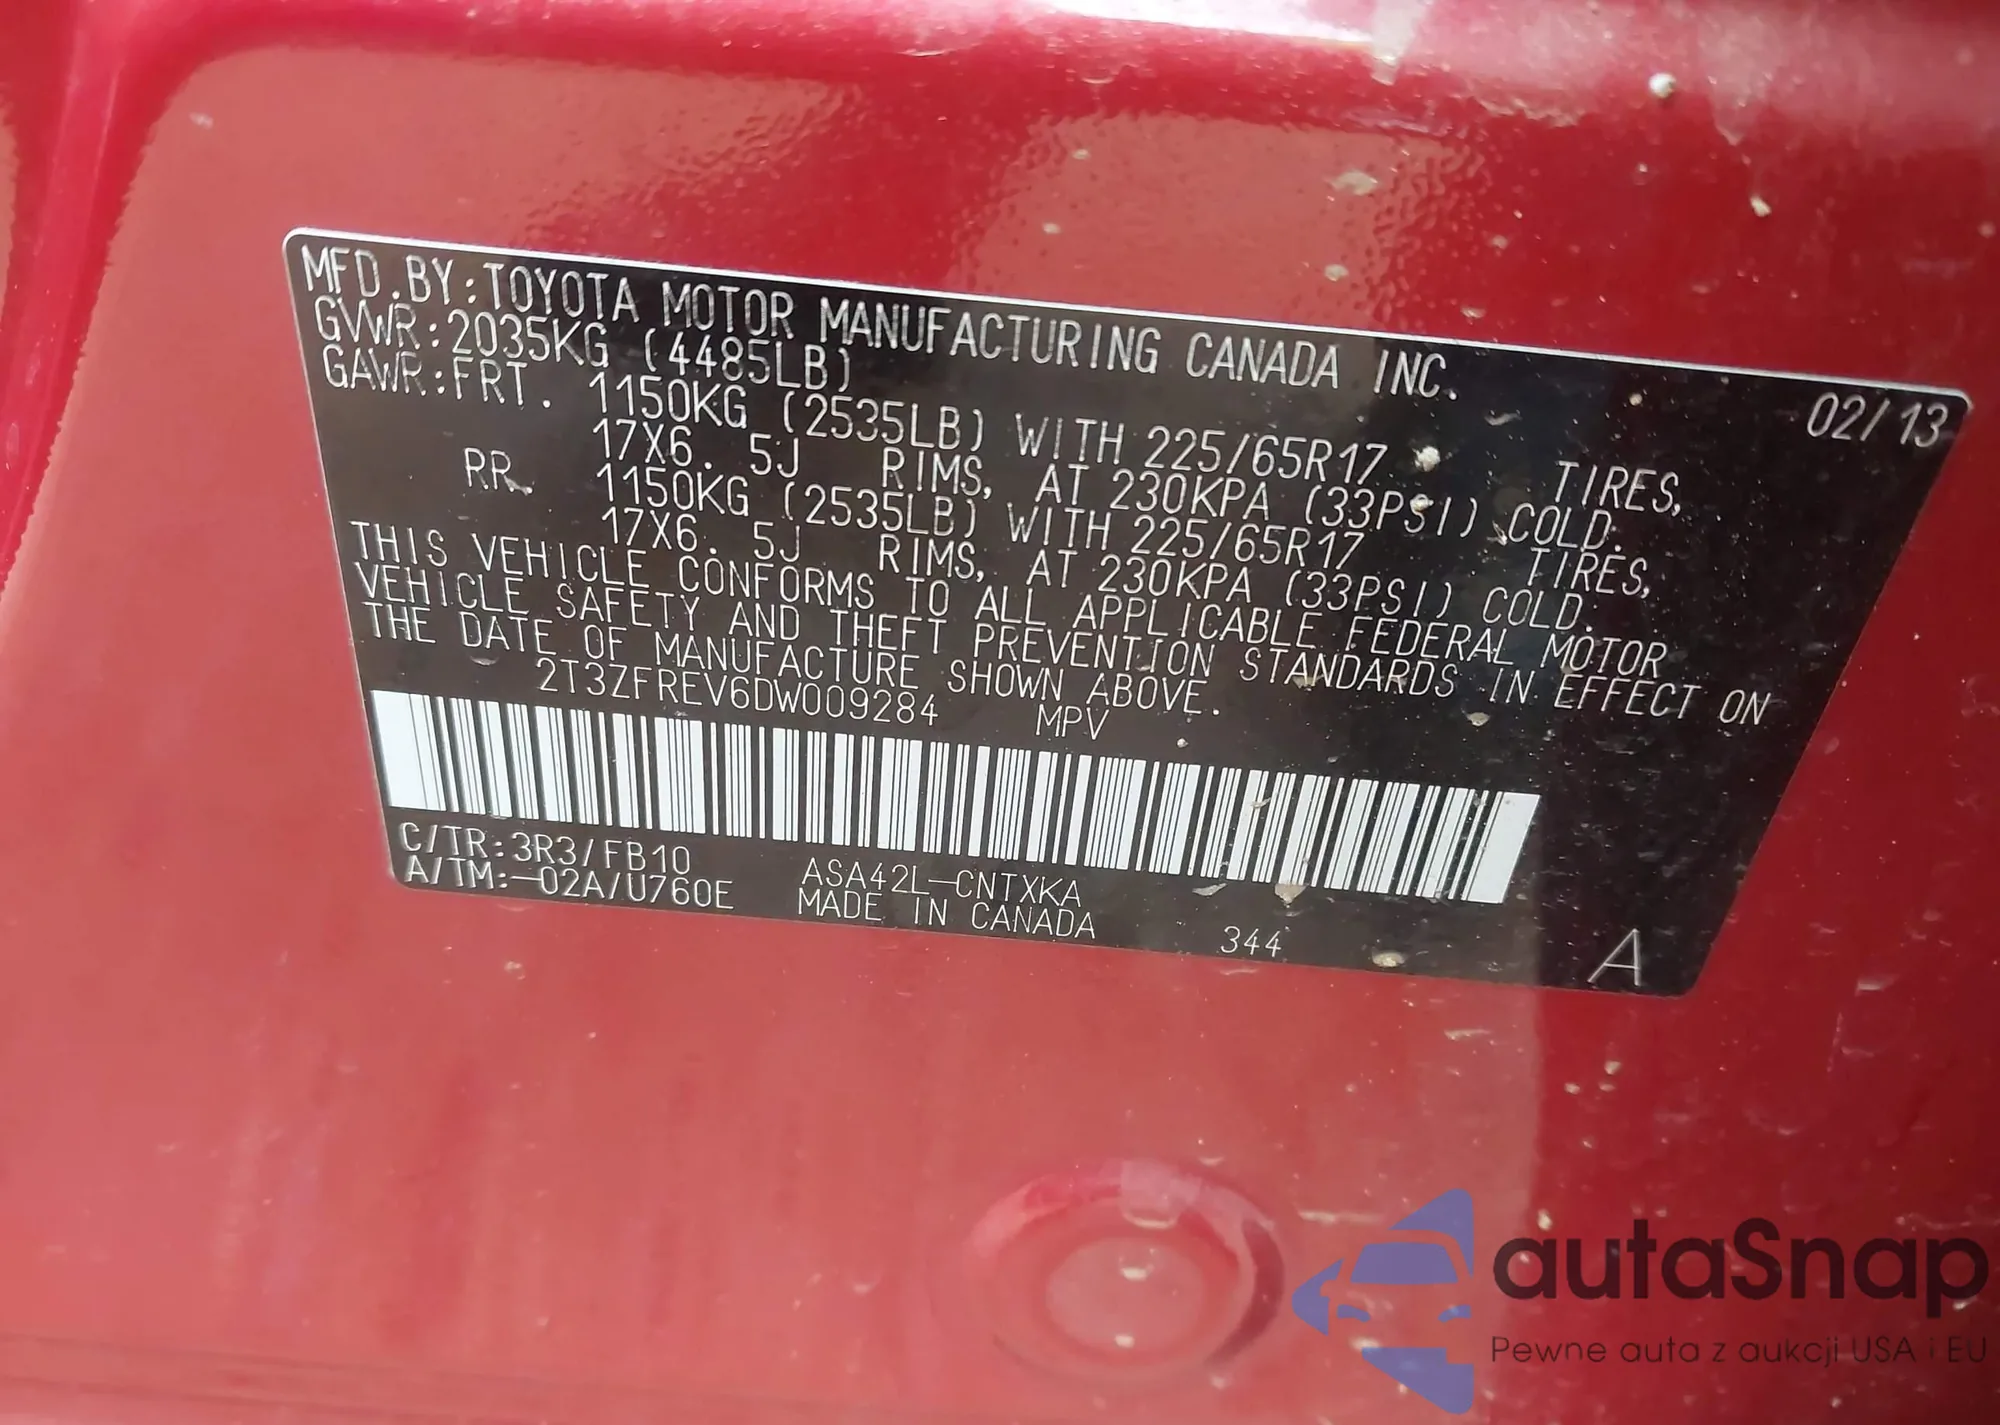 MFD.BY:TOYOTA MOTOR MANUFACTURING CANADA INC. 02/13
GVWR:2035KG (4485LB)
GAWR:FRT. 1150KG (2535LB) WITH 225/65R17 TIRES,
17X6. 5J RIMS, AT 230KPA (33PSI) COLD.
RR. 1150KG (2535LB) WITH 225/65R17 TIRES,
17X6. 5J RIMS, AT 230KPA (33PSI) COLD.
THIS VEHICLE CONFORMS TO ALL APPLICABLE FEDERAL MOTOR
VEHICLE SAFETY AND THEFT PREVENTION STANDARDS IN EFFECT ON
THE DATE OF MANUFACTURE SHOWN ABOVE.
2T3ZFREV6DW009284 MPV
C/TR:3R3/FB10 ASA42L-CNTXKA
A/TM:-02A/U760E MADE IN CANADA 344 A
autaSnap
Pewne auta z aukcji USA i EU